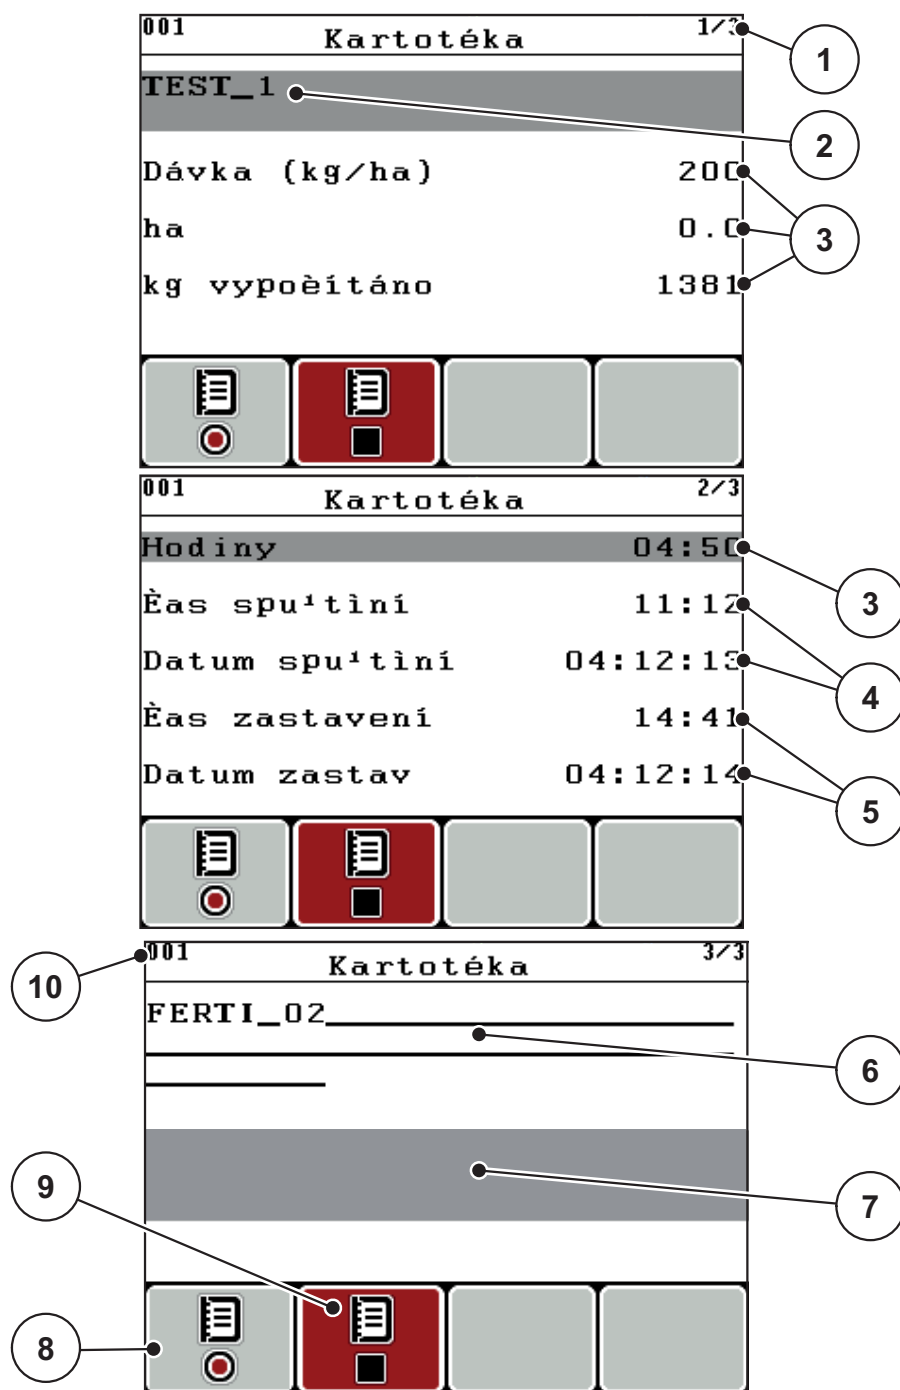 001 Kartotéka 1/3
1
TEST_1
2
Dávka (kg/ha) 200
ha 0.0
3
kg vypoèítáno 1381
001 Kartotéka 2/3
Hodiny 04:50
3
Èas spu¹tìní 11:12
Datum spu¹tìní 04:12:13
4
Èas zastavení 14:41
Datum zastav 04:12:14
5
001 Kartotéka 3/3
10
FERTI_02
6
7
9
8